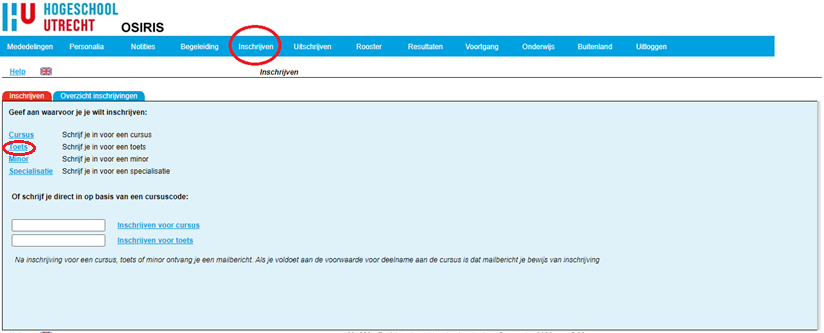 HOGESCHOOL
UTRECHT OSIRIS
Mededelingen Personalia Notities Begeleiding Inschrijven Uitschrijven Rooster Resultaten Voortgang Onderwijs Buitenland Uitloggen
Help Inschrijven
Inschrijven Overzicht inschrijvingen
Geef aan waarvoor je je wilt inschrijven:
Cursus Schrijf je in voor een cursus
Toets Schrijf je in voor een toets
Minor Schrijf je in voor een minor
Specialisatie Schrijf je in voor een specialisatie
Of schrijf je direct in op basis van een cursuscode:
Inschrijven voor cursus
Inschrijven voor toets
Na inschrijving voor een cursus, toets of minor ontvang je een mailbericht. Als je voldoet aan de voorwaarde voor deelname aan de cursus is dat mailbericht je bewijs van inschrijving